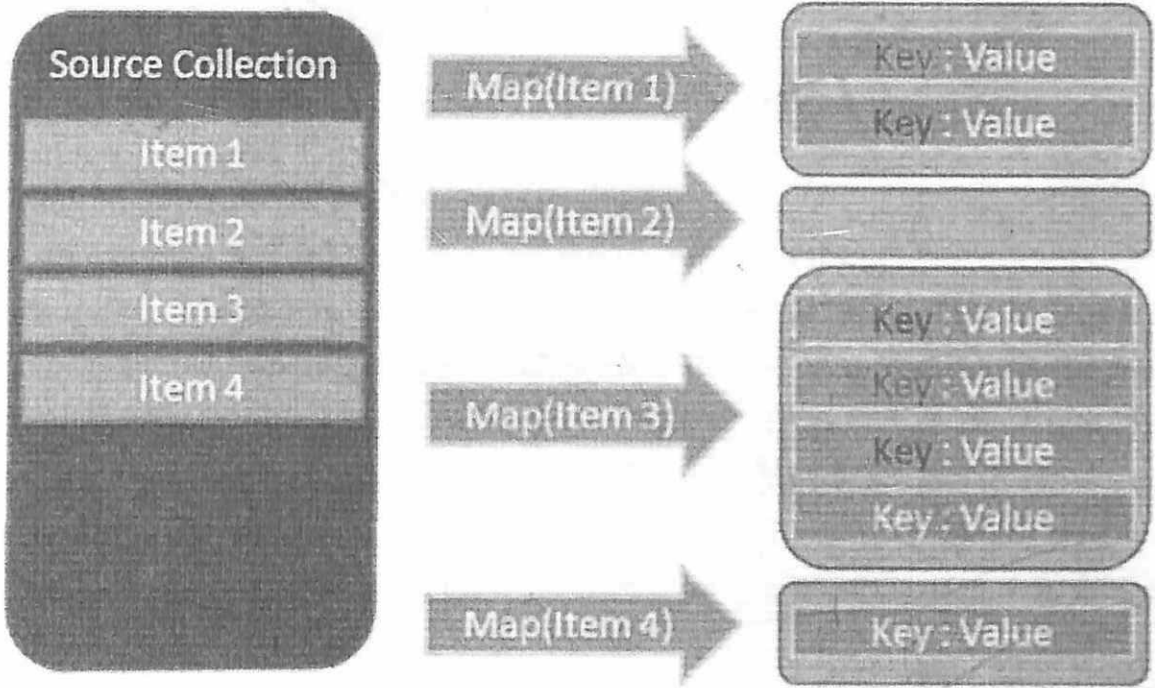 Source Collection
Item 1
Item 2
Item 3
Item 4
Map(Item 1)
Key : Value
Key : Value
Map(Item 2)
Map(Item 3)
Key : Value
Key : Value
Key : Value
Key : Value
Map(Item 4)
Key : Value